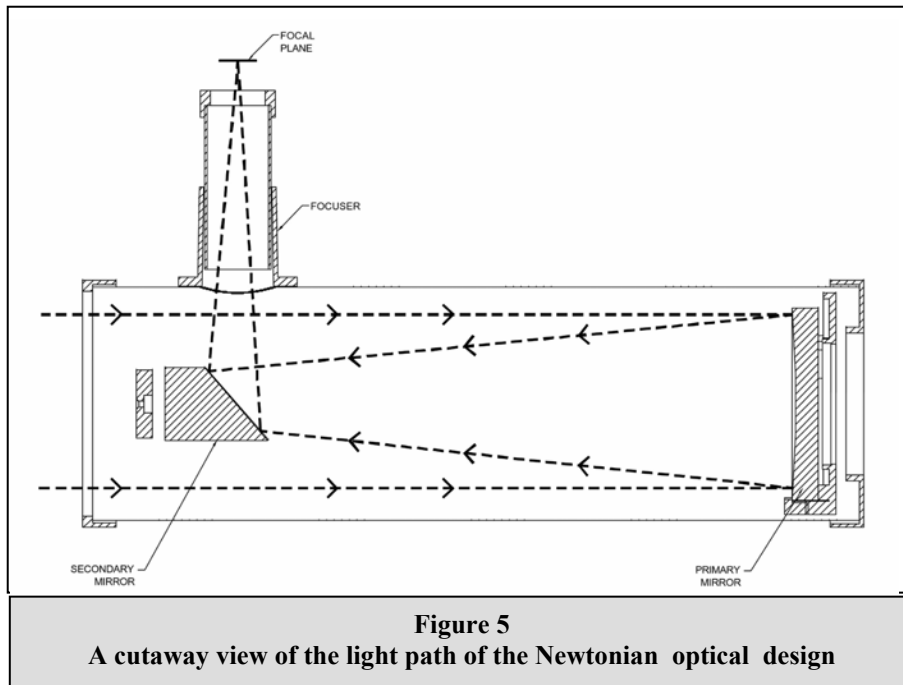 FOCAL
PLANE
FOCUSER
SECONDARY
MIRROR
PRIMARY
MIRROR
Figure 5
A cutaway view of the light path of the Newtonian optical design